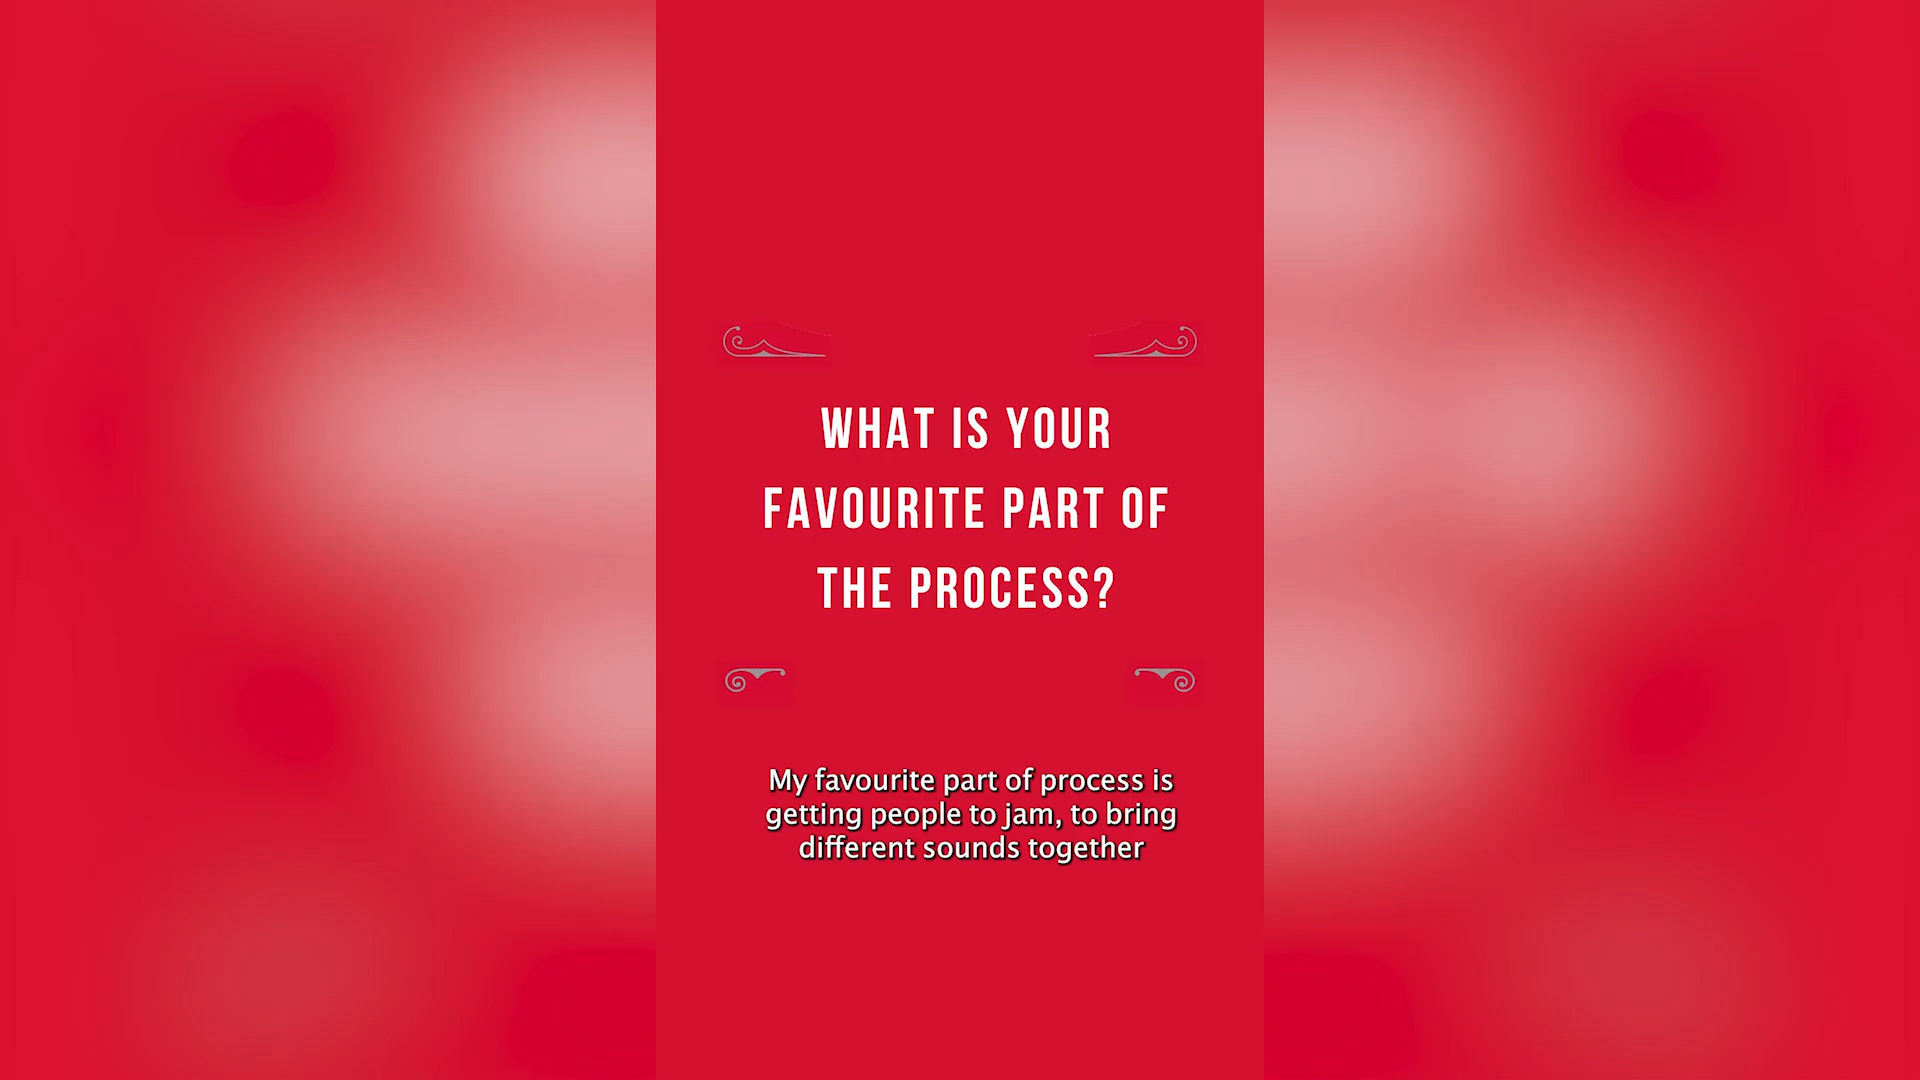 WHAT IS YOUR
FAVOURITE PART OF
THE PROCESS?
My favourite part of process is
getting people to jam, to bring
different sounds together